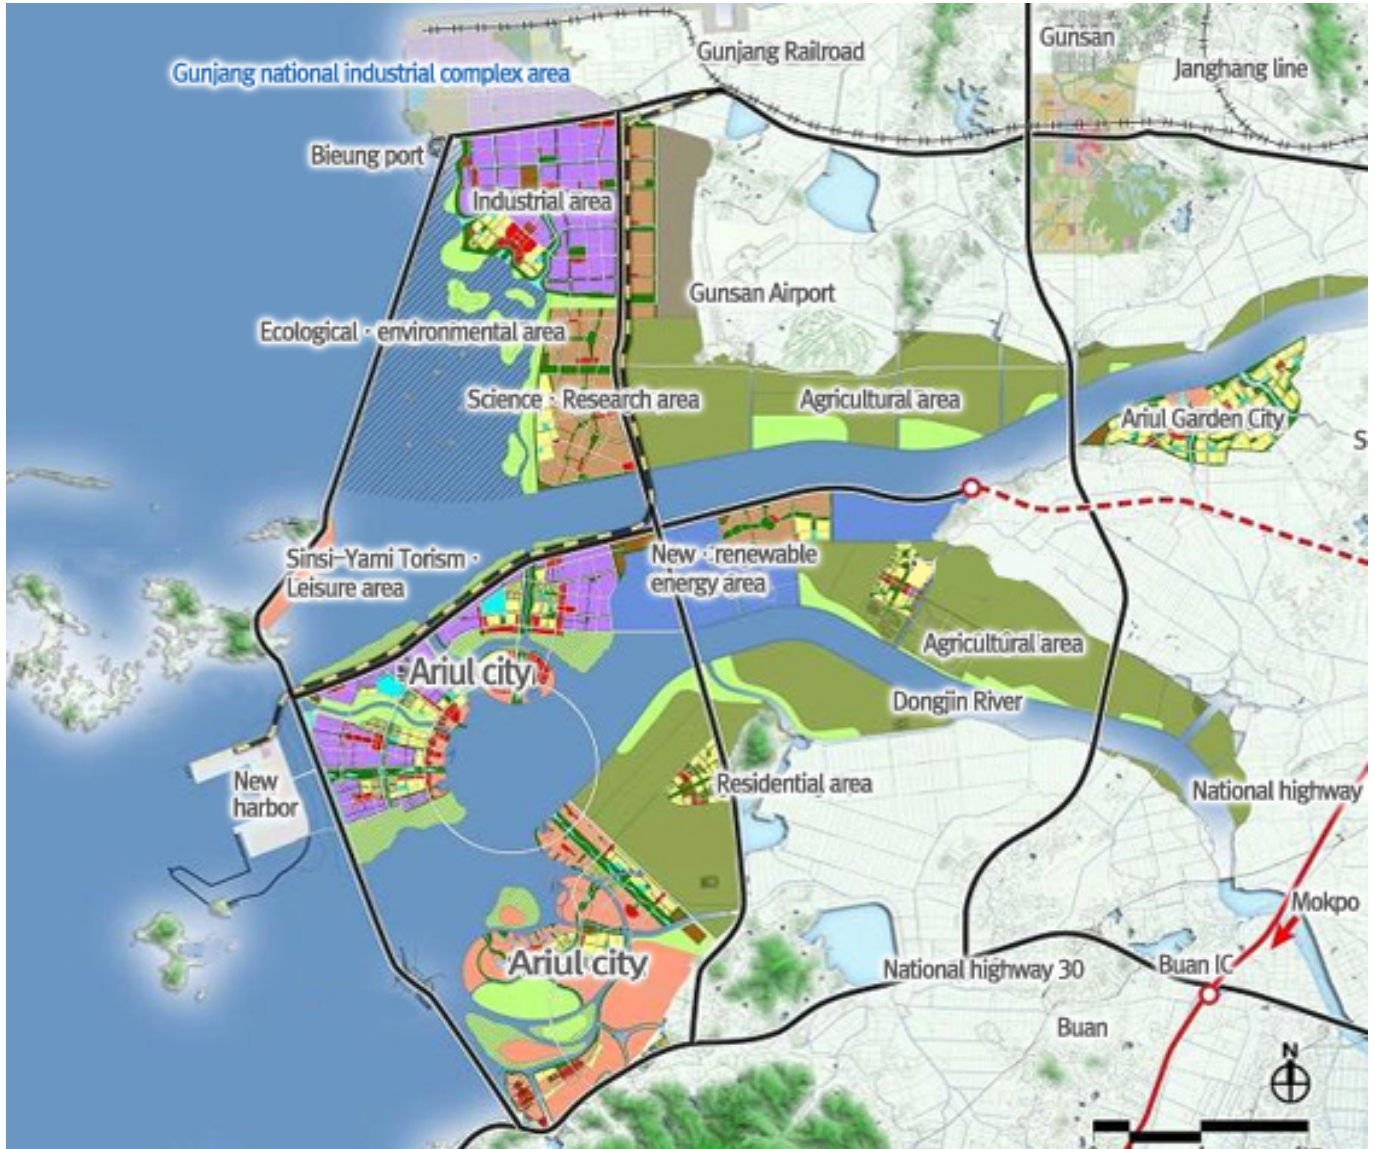 Gunsan
Gunjang Railroad
Janghang line
Gunjang national industrial complex area
Bieung port
Industrial area
Gunsan Airport
Ecological · environmental area
Science · Research area
Agricultural area
Ariul Garden City
Sinsi-Yami Torism ·
Leisure area
New · renewable
energy area
Agricultural area
Ariul city
Dongjin River
New
harbor
Residential area
National highway
Mokpo
Ariul city
National highway 30
Buan IC
Buan
N